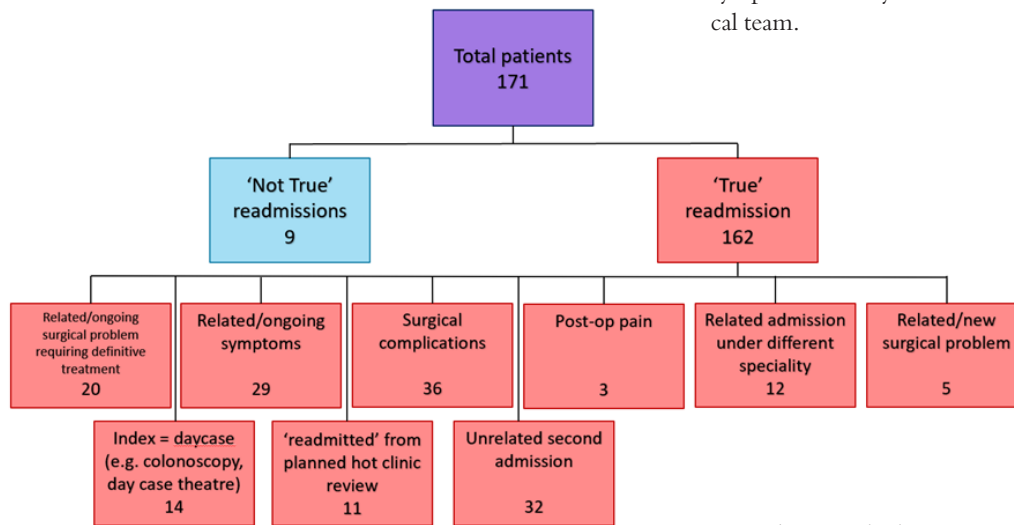 cal team.
Total patients
171
‘Not True’
readmissions
9
‘True’
readmission
162
Related/ongoing
surgical problem
requiring definitive
treatment
20
Related/ongoing
symptoms
29
Surgical
complications
36
Post-op pain
3
Related admission
under different
speciality
12
Related/new
surgical problem
5
Index = daycase
(e.g. colonoscopy,
day case theatre)
14
‘readmitted’ from
planned hot clinic
review
11
Unrelated second
admission
32